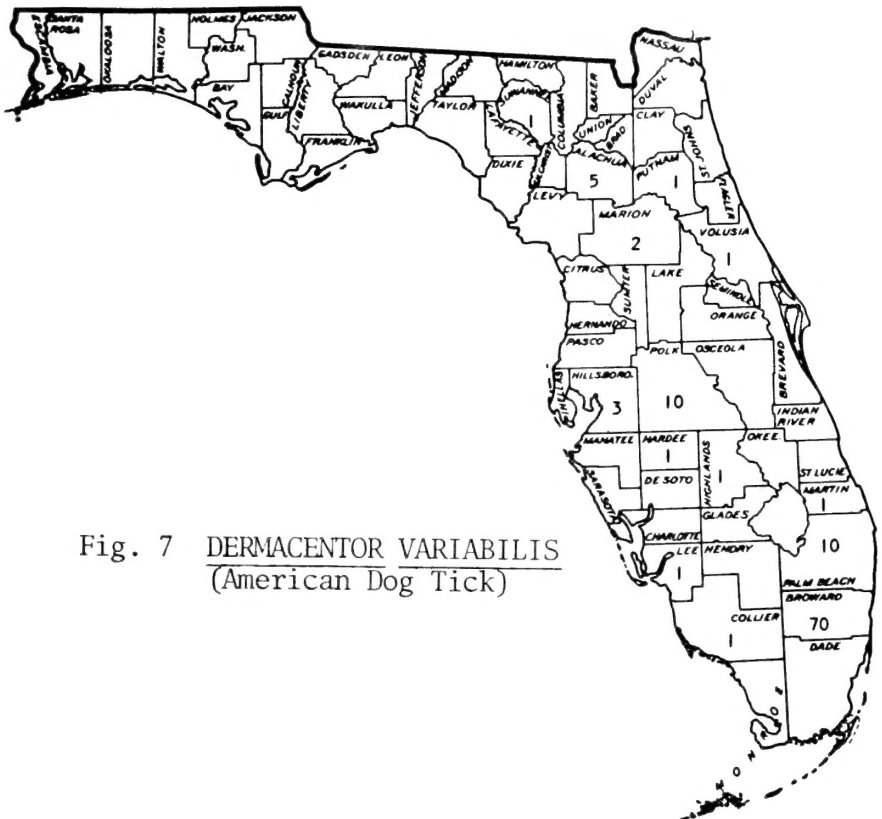 ESCAMBIA
SANTA
ROSA
OKALOOSA
WALTON
HOLMES
JACKSON
WASH.
BAY
CALHOUN
GULF
LIBERTY
GADSDEN
LEON
WAKULLA
FRANKLIN
JEFFERSON
MADISON
TAYLOR
HAMILTON
SUWANNEE
1
LAFAYETTE
DIXIE
COLUMBIA
GILCHRIST
BAKER
UNION
BRAD
NASSAU
DUVAL
CLAY
ST. JOHNS
ALACHUA
5
PUTNAM
1
FLAGLER
LEVY
MARION
2
VOLUSIA
1
CITRUS
SUMTER
LAKE
SEMINOLE
ORANGE
HERNANDO
PASCO
POLK
10
OSCEOLA
BREVARD
PINELLAS
HILLSBORO.
3
INDIAN
RIVER
MANATEE
HARDEE
1
HIGHLANDS
1
OKEE.
ST LUCIE
SARASOTA
DE SOTO
MARTIN
1
CHARLOTTE
GLADES
LEE
1
HENDRY
10
PALM BEACH
BROWARD
70
COLLIER
1
DADE
MONROE
Fig. 7 DERMACENTOR VARIABILIS
(American Dog Tick)